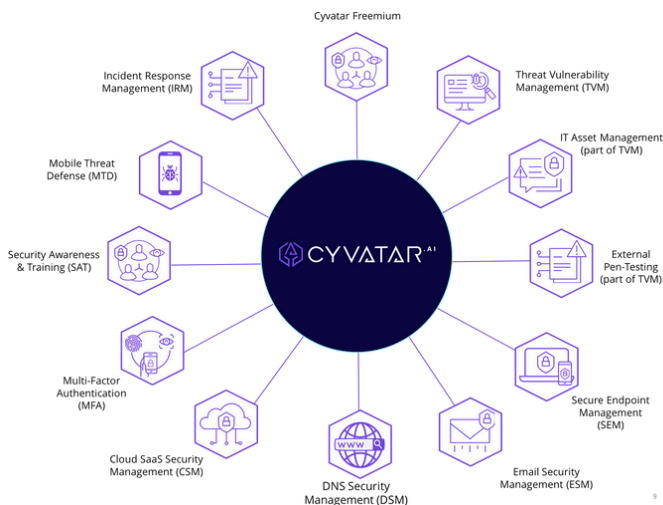 Cyvatar Freemium
Threat Vulnerability
Management (TVM)
IT Asset Management
(part of TVM)
External
Pen-Testing
(part of TVM)
Secure Endpoint
Management
(SEM)
Email Security
Management (ESM)
DNS Security
Management (DSM)
WWW
Cloud SaaS Security
Management (CSM)
Multi-Factor
Authentication
(MFA)
Security Awareness
& Training (SAT)
Mobile Threat
Defense (MTD)
Incident Response
Management (IRM)
CYVATAR.AI
9